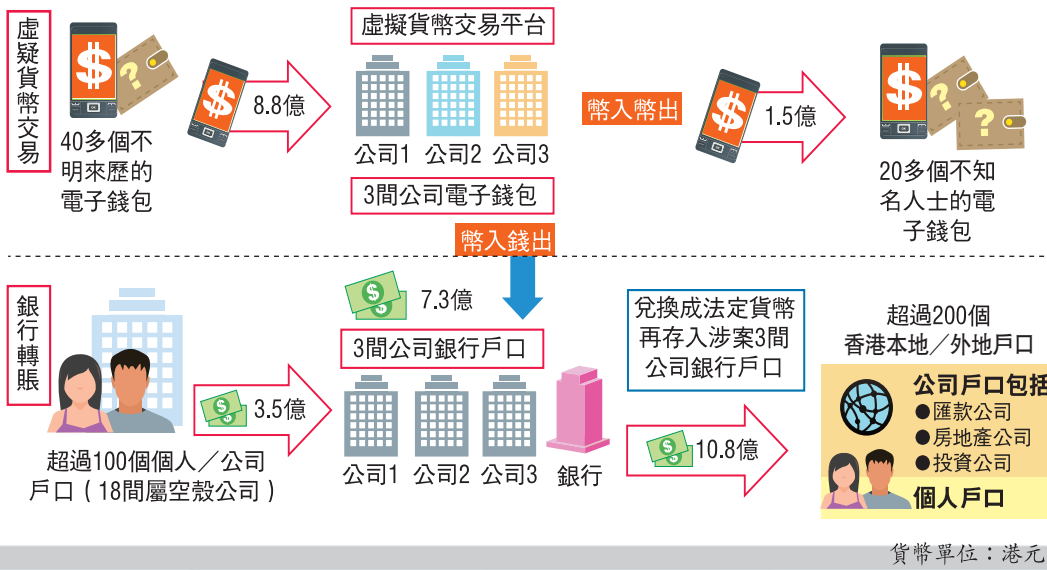 虛疑貨幣交易
40多個不
明來歷的
電子錢包
8.8億
虛擬貨幣交易平台
公司1 公司2 公司3
3間公司電子錢包
幣入幣出
1.5億
20多個不知
名人士的電
子錢包
幣入錢出
銀行轉賬
超過100個個人／公司
戶口（18間屬空殼公司）
3.5億
7.3億
3間公司銀行戶口
公司1 公司2 公司3 銀行
兌換成法定貨幣
再存入涉案3間
公司銀行戶口
10.8億
超過200個
香港本地／外地戶口
公司戶口包括
●匯款公司
●房地產公司
●投資公司
個人戶口
貨幣單位：港元